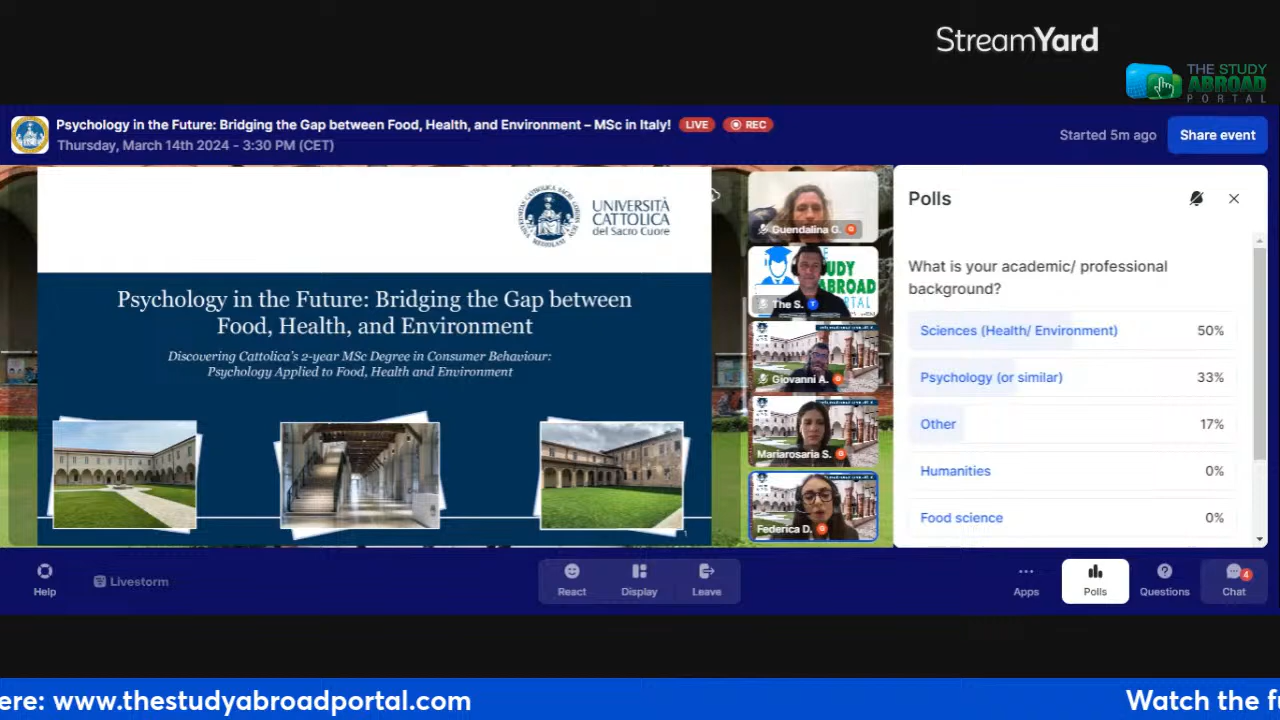 StreamYard
THE STUDY
ABROAD
PORTAL
Psychology in the Future: Bridging the Gap between Food, Health, and Environment – MSc in Italy! LIVE REC
Thursday, March 14th 2024 - 3:30 PM (CET)
Started 5m ago
Share event
UNIVERSITÀ
CATTOLICA
del Sacro Cuore
Psychology in the Future: Bridging the Gap between
Food, Health, and Environment
Discovering Cattolica's 2-year MSc Degree in Consumer Behaviour:
Psychology Applied to Food, Health and Environment
1
Guendalina G.
The S.
Giovanni A.
Mariarosaria S.
Federica D.
Polls
What is your academic/ professional
background?
Sciences (Health/ Environment) 50%
Psychology (or similar) 33%
Other 17%
Humanities 0%
Food science 0%
Help
Livestorm
React
Display
Leave
Apps
Polls
Questions
4
Chat
ere: www.thestudyabroadportal.com
Watch the fu